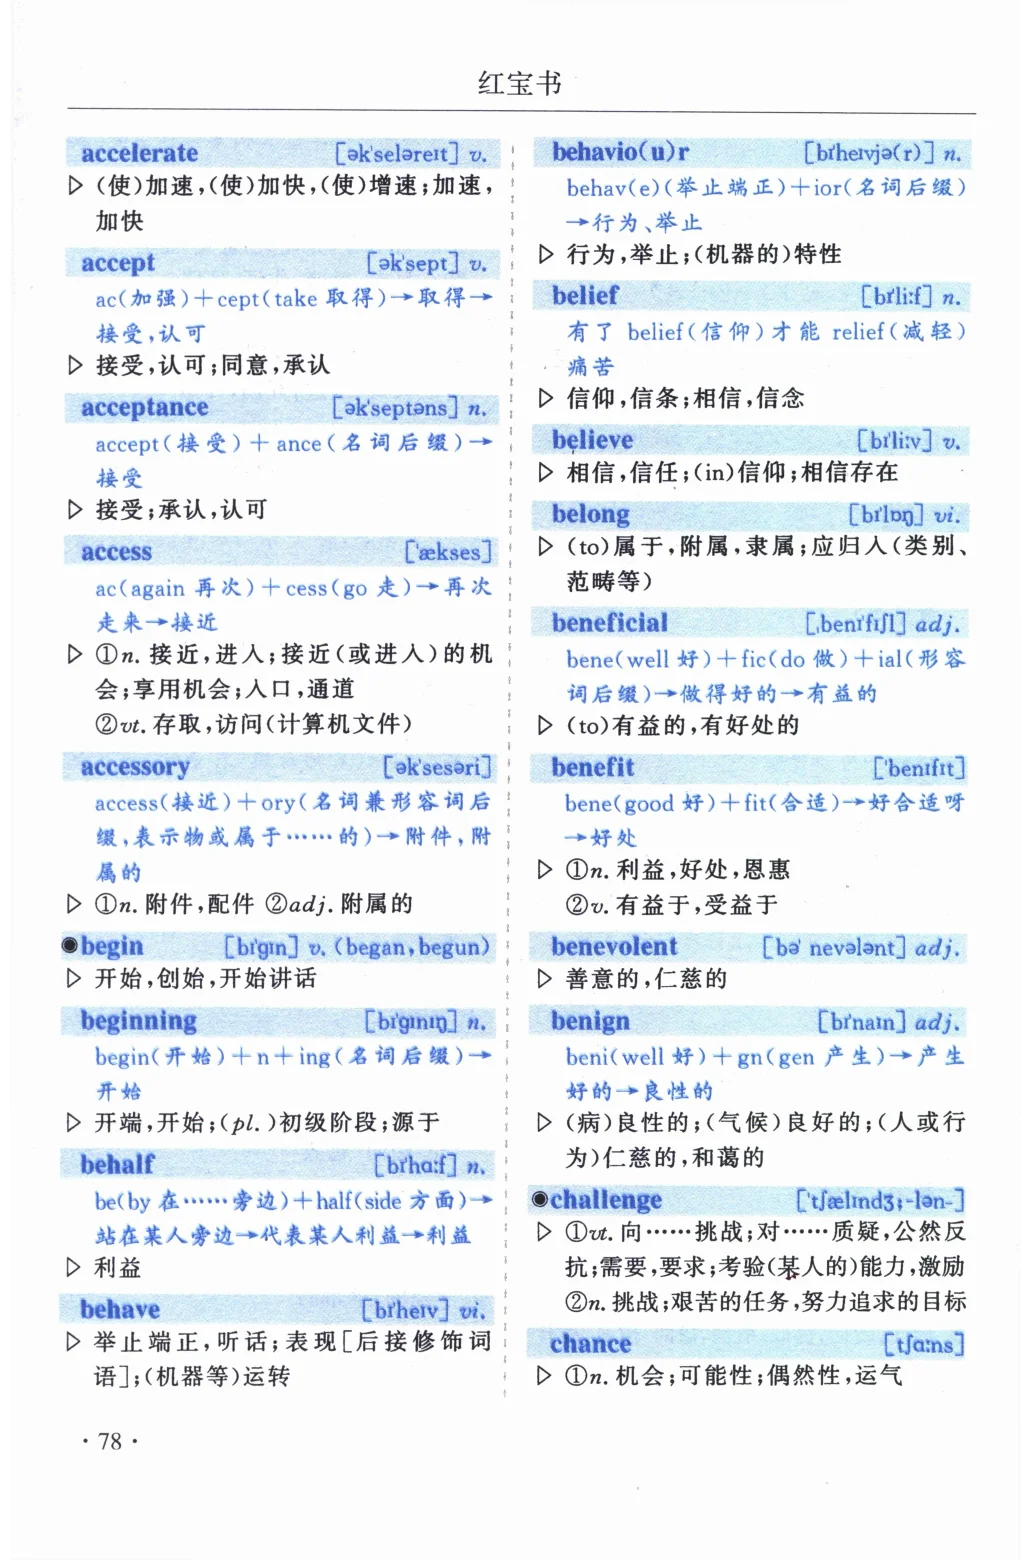 红宝书
accelerate [əkˈseləreɪt] v.
▷ (使)加速,(使)加快,(使)增速;加速,
加快
accept [əkˈsept] v.
ac(加强)＋cept(take 取得)→取得→
接受,认可
▷ 接受,认可;同意,承认
acceptance [əkˈseptəns] n.
accept(接受)＋ance(名词后缀)→
接受
▷ 接受;承认,认可
access [ˈækses]
ac(again 再次)＋cess(go 走)→再次
走来→接近
▷ ①n. 接近,进入;接近(或进入)的机
会;享用机会;入口,通道
②vt. 存取,访问(计算机文件)
accessory [əkˈsesəri]
access(接近)＋ory(名词兼形容词后
缀,表示物或属于……的)→附件,附
属的
▷ ①n. 附件,配件 ②adj. 附属的
◉begin [bɪˈgɪn] v. (began,begun)
▷ 开始,创始,开始讲话
beginning [bɪˈgɪnɪŋ] n.
begin(开始)＋n＋ing(名词后缀)→
开始
▷ 开端,开始;(pl. )初级阶段;源于
behalf [bɪˈhɑːf] n.
be(by 在……旁边)＋half(side 方面)→
站在某人旁边→代表某人利益→利益
▷ 利益
behave [bɪˈheɪv] vi.
▷ 举止端正,听话;表现[后接修饰词
语];(机器等)运转
behavio(u)r [bɪˈheɪvjə(r)] n.
behav(e)(举止端正)＋ior(名词后缀)
→行为、举止
▷ 行为,举止;(机器的)特性
belief [bɪˈliːf] n.
有了 belief(信仰)才能 relief(减轻)
痛苦
▷ 信仰,信条;相信,信念
believe [bɪˈliːv] v.
▷ 相信,信任;(in)信仰;相信存在
belong [bɪˈlɒŋ] vi.
▷ (to)属于,附属,隶属;应归入(类别、
范畴等)
beneficial [ˌbenɪˈfɪʃl] adj.
bene(well 好)＋fic(do 做)＋ial(形容
词后缀)→做得好的→有益的
▷ (to)有益的,有好处的
benefit [ˈbenɪfɪt]
bene(good 好)＋fit(合适)→好合适呀
→好处
▷ ①n. 利益,好处,恩惠
②v. 有益于,受益于
benevolent [bəˈ nevələnt] adj.
▷ 善意的,仁慈的
benign [bɪˈnaɪn] adj.
beni(well 好)＋gn(gen 产生)→产生
好的→良性的
▷ (病)良性的;(气候)良好的;(人或行
为)仁慈的,和蔼的
◉challenge [ˈtʃælɪndʒ;-lən-]
▷ ①vt. 向……挑战;对……质疑,公然反
抗;需要,要求;考验(某人的)能力,激励
②n. 挑战;艰苦的任务,努力追求的目标
chance [tʃɑːns]
▷ ①n. 机会;可能性;偶然性,运气
· 78 ·